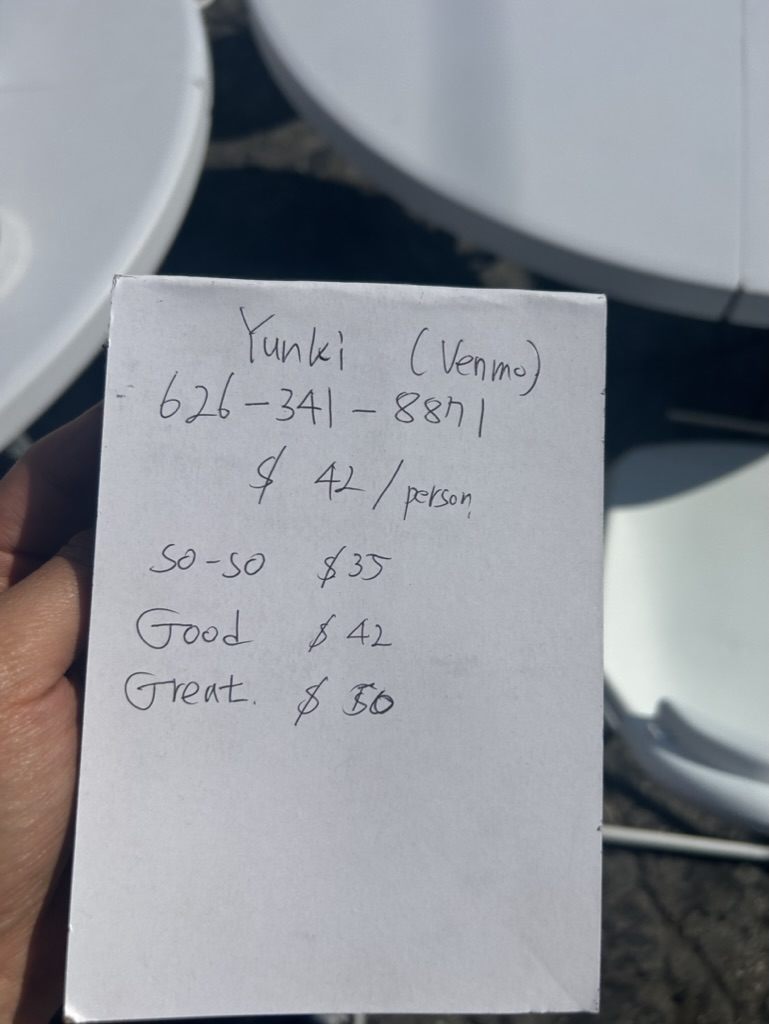 Yunki (Venmo)
626-341-8871
$ 42/person
so-so $35
Good $42
Great. $50